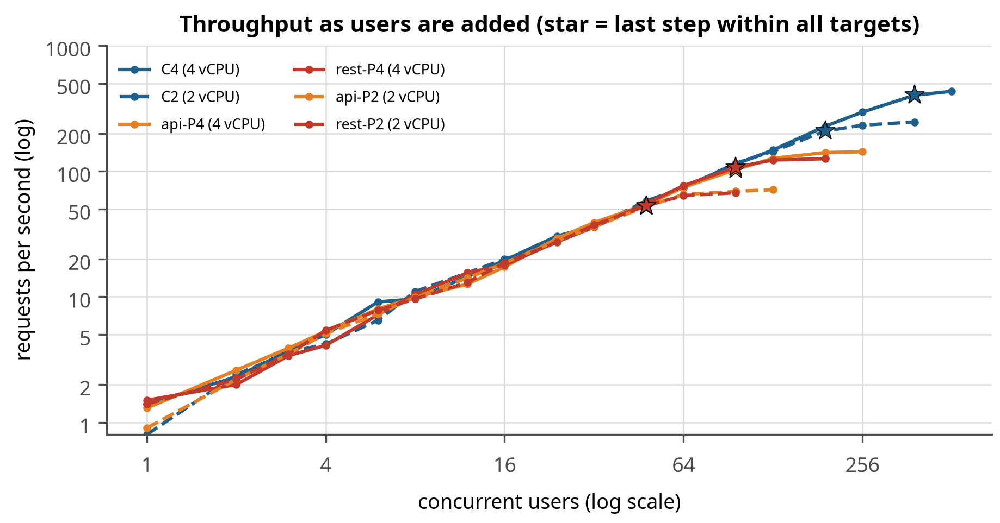 Throughput as users are added (star = last step within all targets)
1000
500
200
100
50
20
10
5
2
1
requests per second (log)
C4 (4 vCPU)
C2 (2 vCPU)
api-P4 (4 vCPU)
rest-P4 (4 vCPU)
api-P2 (2 vCPU)
rest-P2 (2 vCPU)
1 4 16 64 256
concurrent users (log scale)